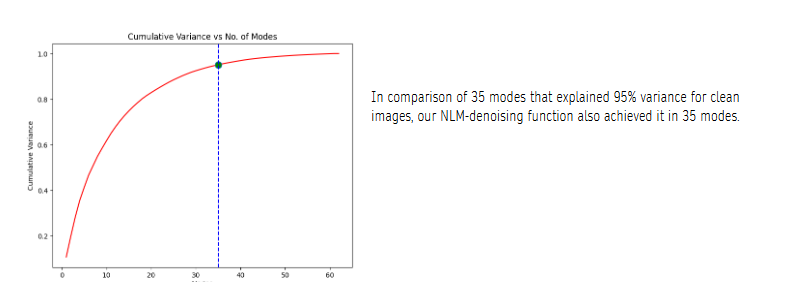 Cumulative Variance vs No. of Modes
1.0
0.8
0.6
0.4
0.2
Cumulative Variance
0 10 20 30 40 50 60
In comparison of 35 modes that explained 95% variance for clean
images, our NLM-denoising function also achieved it in 35 modes.